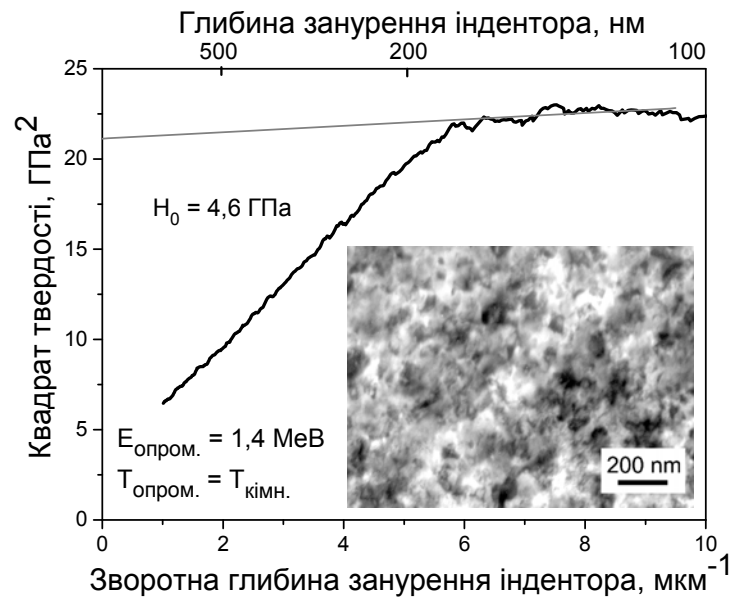 Глибина занурення індентора, нм
500 200 100
25
20
15
10
5
0
Квадрат твердості, ГПа²
H₀ = 4,6 ГПа
Eопром. = 1,4 МеВ
Tопром. = Tкімн.
200 nm
0 2 4 6 8 10
Зворотна глибина занурення індентора, мкм⁻¹